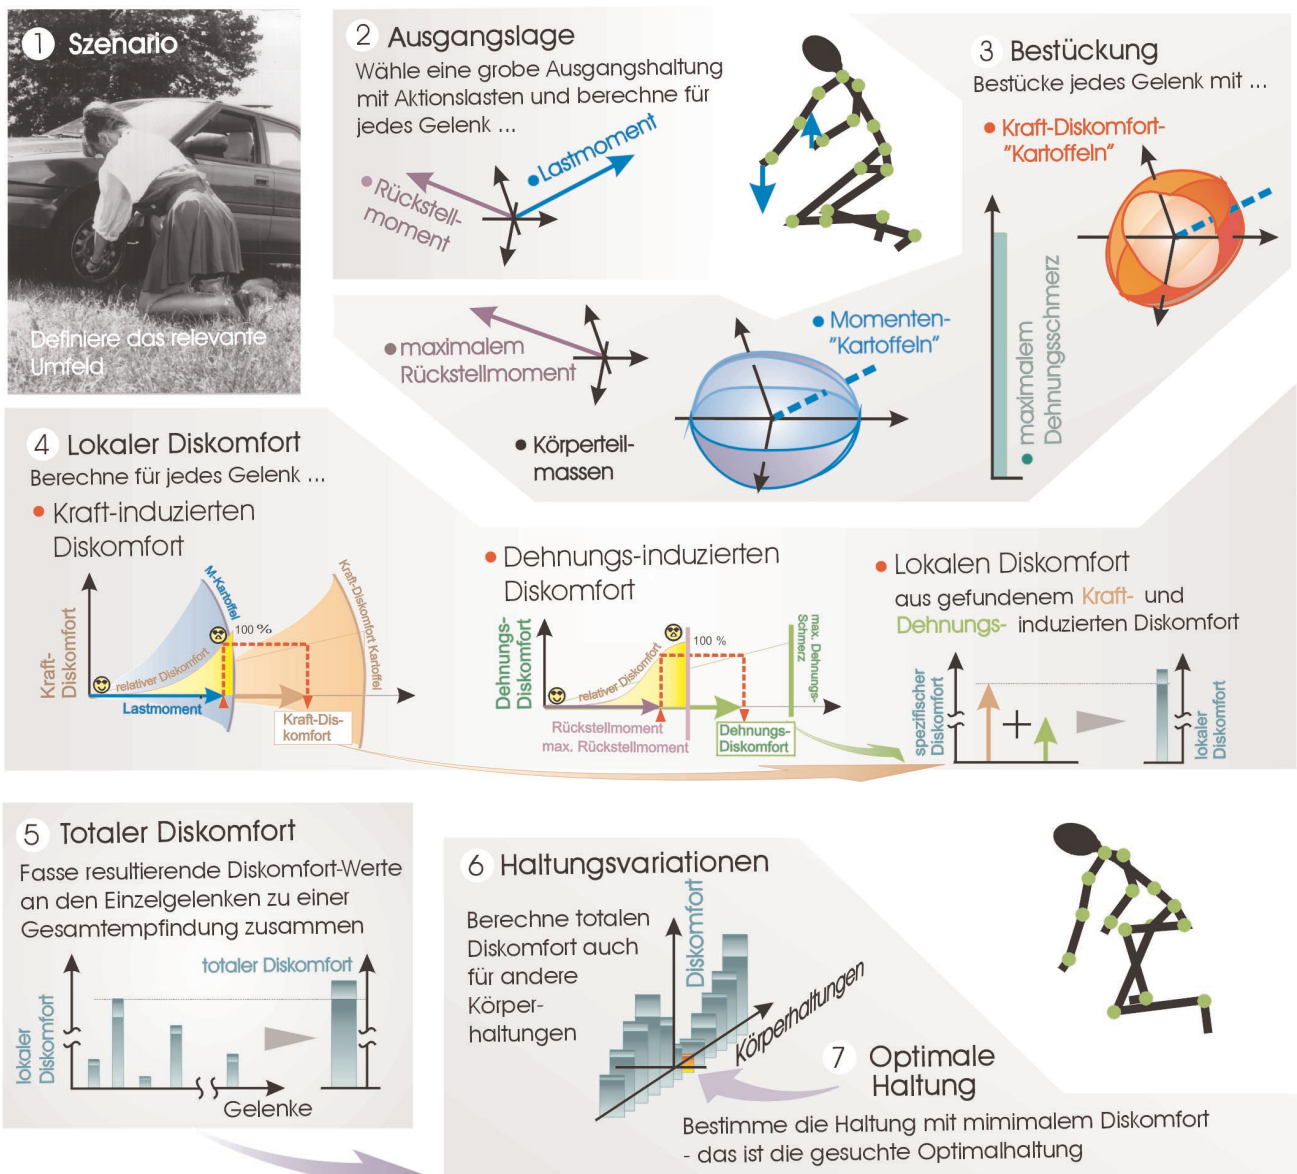 1 Szenario
Definiere das relevante
Umfeld
2 Ausgangslage
Wähle eine grobe Ausgangshaltung
mit Aktionslasten und berechne für
jedes Gelenk ...
Lastmoment
Rückstell-
moment
3 Bestückung
Bestücke jedes Gelenk mit ...
Kraft-Diskomfort-
"Kartoffeln"
maximalem
Dehnungsschmerz
Momenten-
"Kartoffeln"
maximalem
Rückstellmoment
Körperteil-
massen
4 Lokaler Diskomfort
Berechne für jedes Gelenk ...
Kraft-induzierten
Diskomfort
Kraft-
Diskomfort
M-Kartoffel
Kraft-Diskomfort Kartoffel
100 %
relativer Diskomfort
Lastmoment
Kraft-Dis-
komfort
Dehnungs-induzierten
Diskomfort
Dehnungs-
Diskomfort
100 %
max. Dehnungs-
Schmerz
relativer Diskomfort
Rückstellmoment
max. Rückstellmoment
Dehnungs-
Diskomfort
Lokalen Diskomfort
aus gefundenem Kraft- und
Dehnungs- induzierten Diskomfort
spezifischer
Diskomfort
+
lokaler
Diskomfort
5 Totaler Diskomfort
Fasse resultierende Diskomfort-Werte
an den Einzelgelenken zu einer
Gesamtempfindung zusammen
totaler Diskomfort
lokaler
Diskomfort
Gelenke
6 Haltungsvariationen
Berechne totalen
Diskomfort auch
für andere
Körper-
haltungen
Diskomfort
Körperhaltungen
7 Optimale
Haltung
Bestimme die Haltung mit mimimalem Diskomfort
- das ist die gesuchte Optimalhaltung